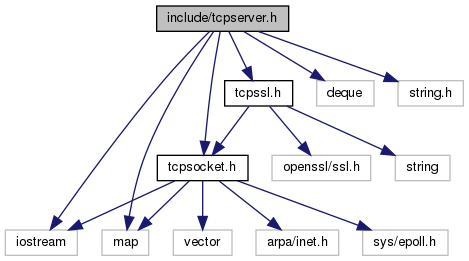 include/tcpserver.h
tcpssl.h
deque
string.h
tcpsocket.h
openssl/ssl.h
string
iostream
map
vector
arpa/inet.h
sys/epoll.h